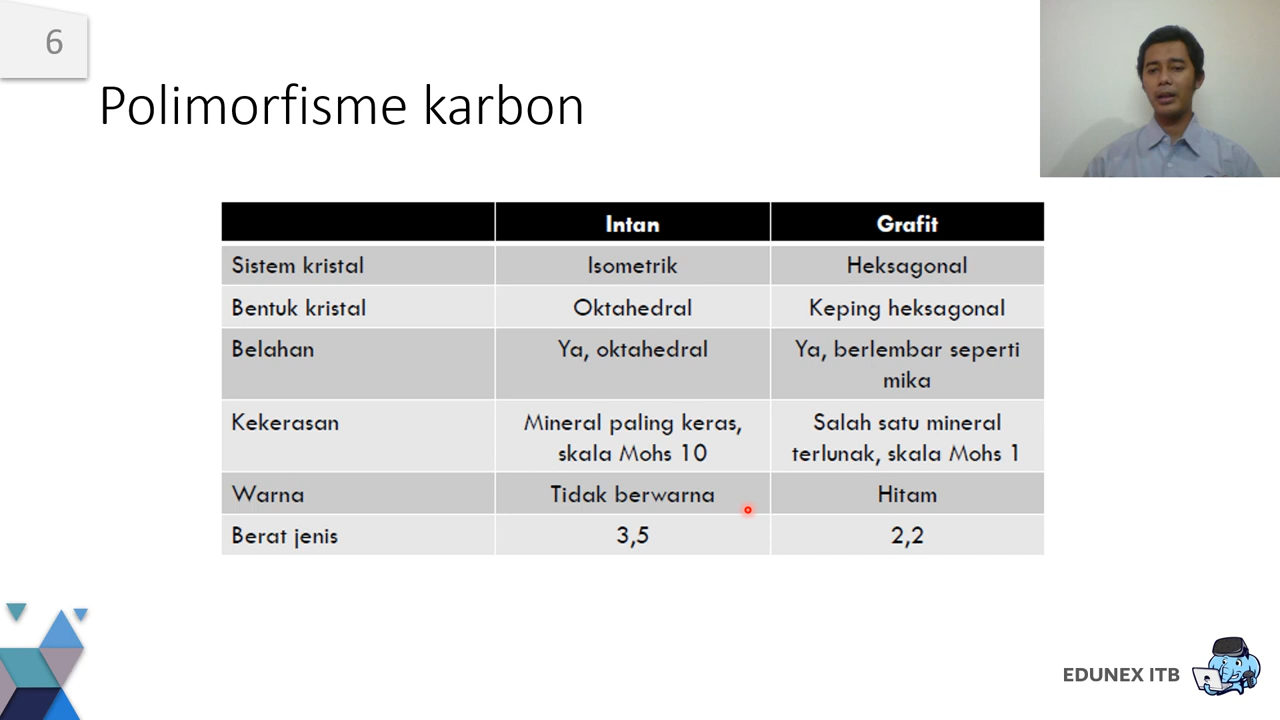 6
Polimorfisme karbon
Intan Grafit
Sistem kristal Isometrik Heksagonal
Bentuk kristal Oktahedral Keping heksagonal
Belahan Ya, oktahedral Ya, berlembar seperti
mika
Kekerasan Mineral paling keras, Salah satu mineral
skala Mohs 10 terlunak, skala Mohs 1
Warna Tidak berwarna Hitam
Berat jenis 3,5 2,2
EDUNEX ITB